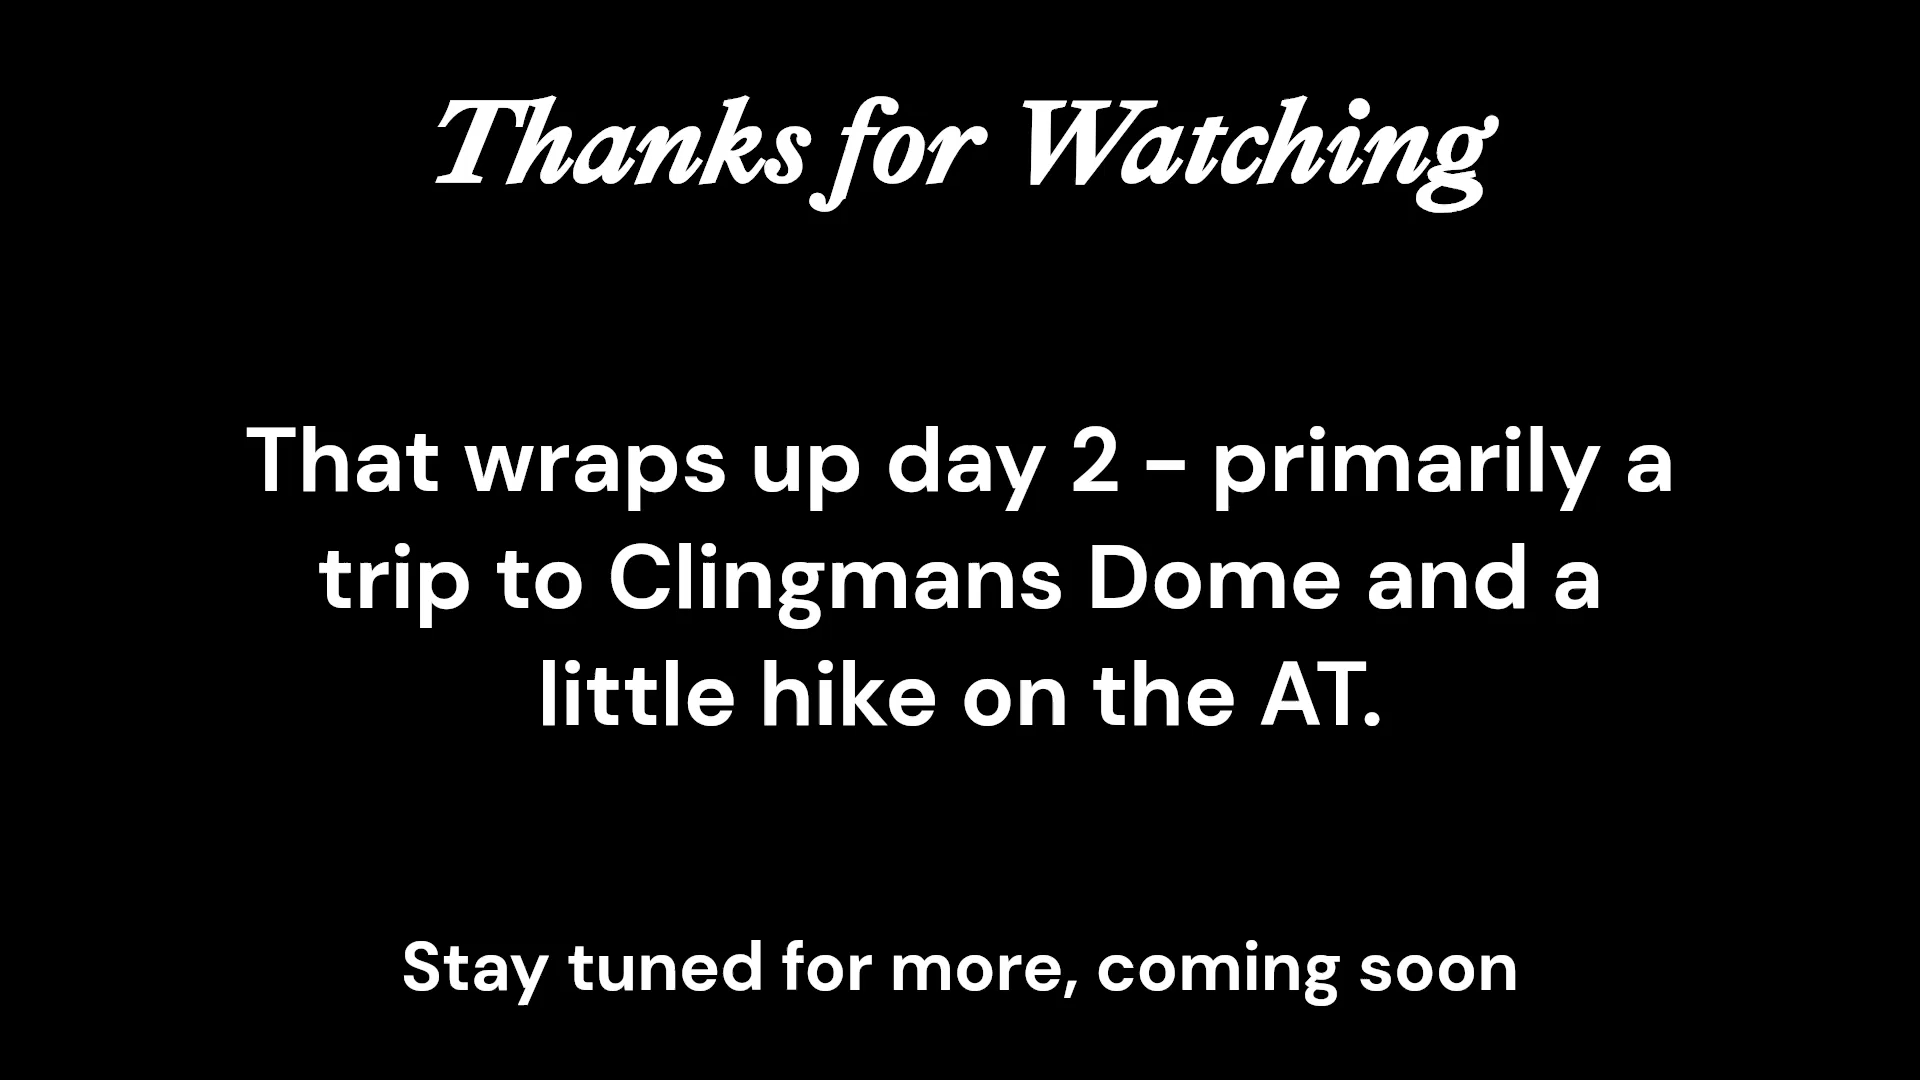 Thanks for Watching
That wraps up day 2 - primarily a
trip to Clingmans Dome and a
little hike on the AT.
Stay tuned for more, coming soon